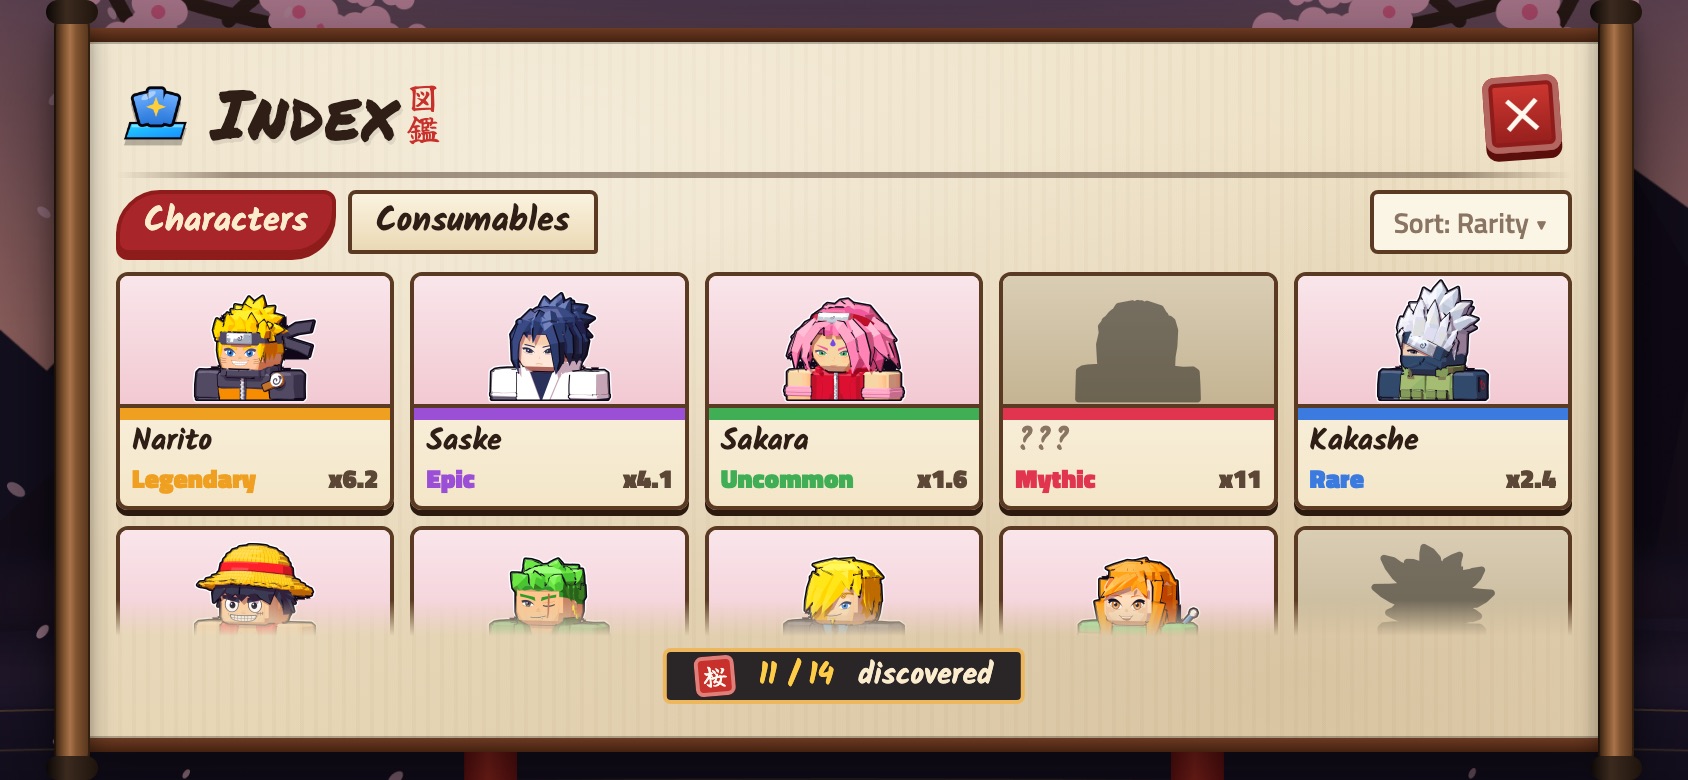 INDEX 図鑑
Characters Consumables Sort: Rarity ▾
Narito
Legendary x6.2
Saske
Epic x4.1
Sakara
Uncommon x1.6
???
Mythic x11
Kakashe
Rare x2.4
桜 11 / 14 discovered